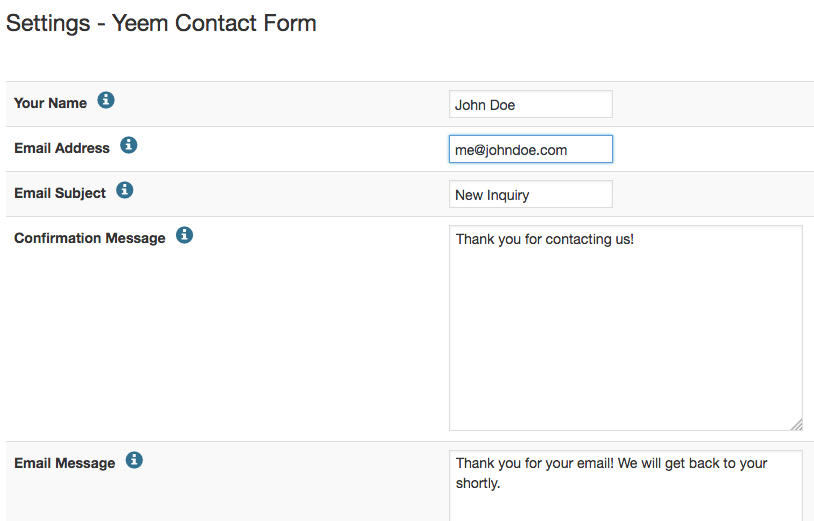 Settings - Yeem Contact Form
Your Name
John Doe
Email Address
me@johndoe.com
Email Subject
New Inquiry
Confirmation Message
Thank you for contacting us!
Email Message
Thank you for your email! We will get back to your
shortly.